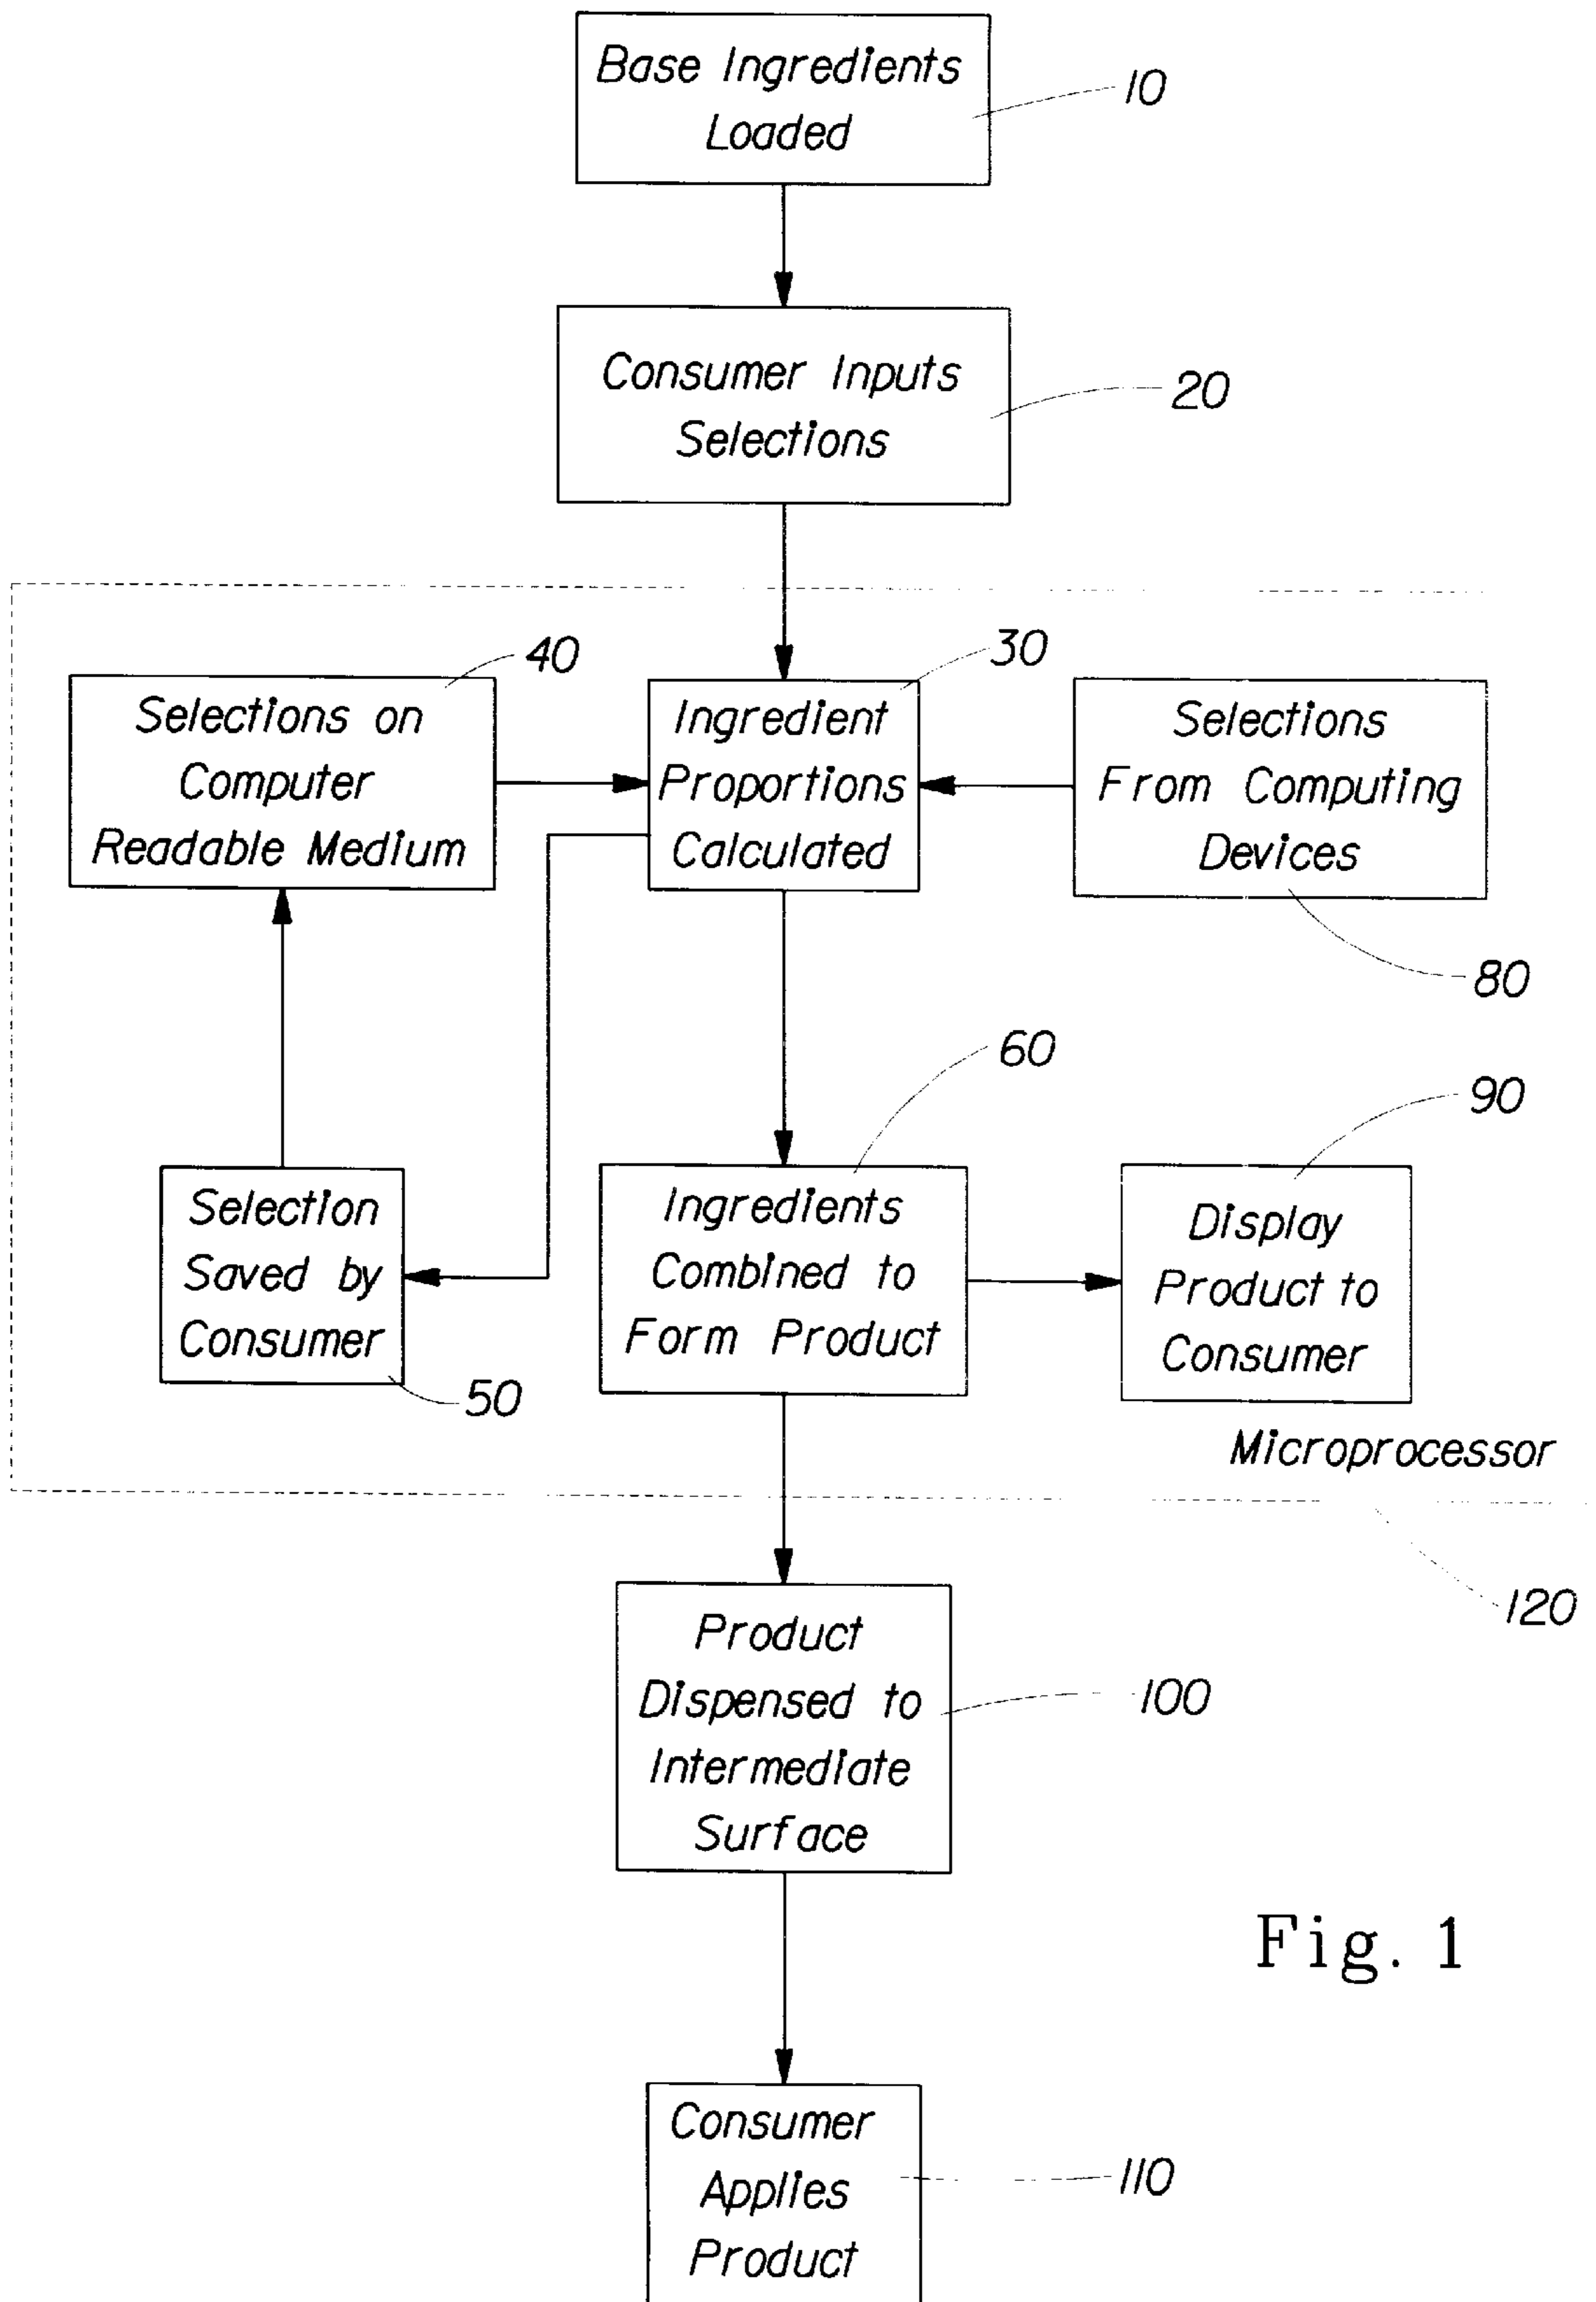 Base Ingredients
Loaded
10
Consumer Inputs
Selections
20
40
Selections on
Computer
Readable Medium
30
Ingredient
Proportions
Calculated
Selections
From Computing
Devices
80
Selection
Saved by
Consumer
50
60
Ingredients
Combined to
Form Product
90
Display
Product to
Consumer
Microprocessor
120
Product
Dispensed to
Intermediate
Surface
100
Fig. 1
Consumer
Applies
Product
110